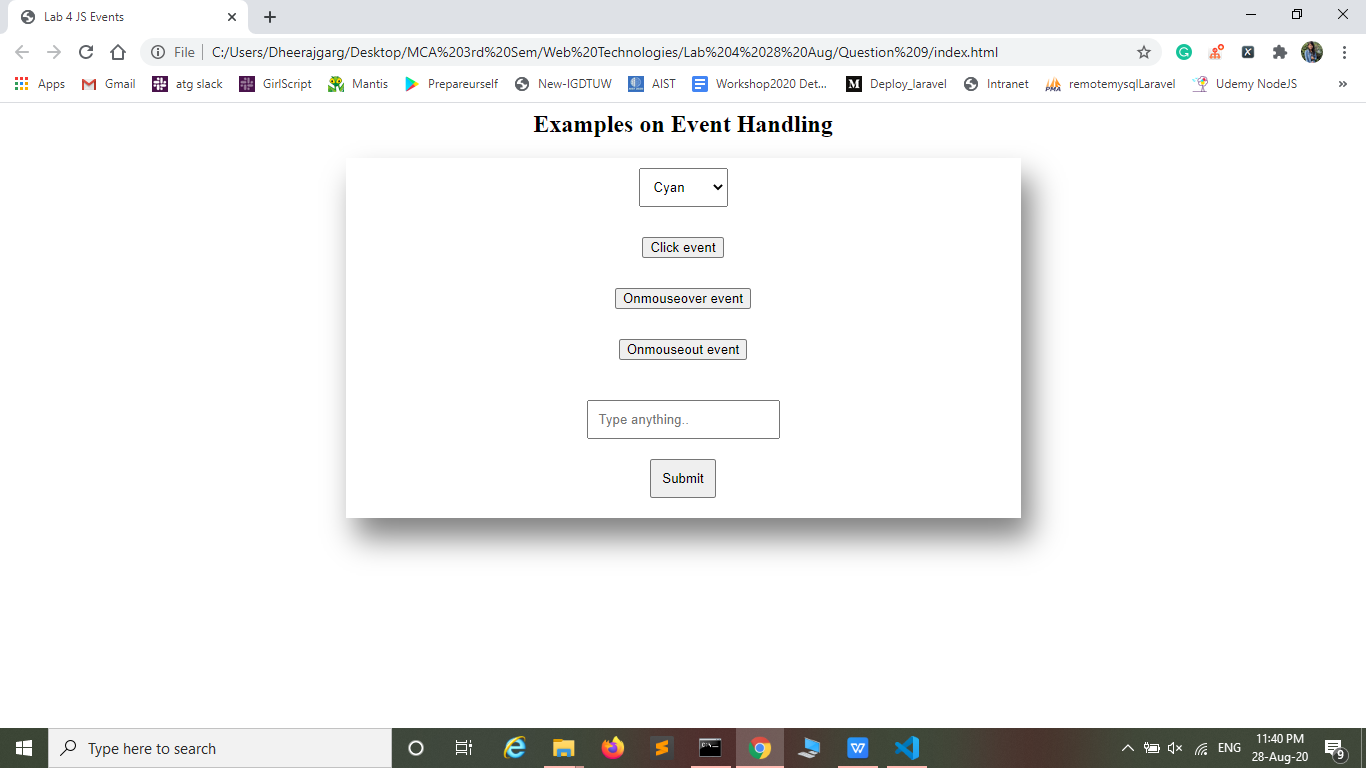 Lab 4 JS Events
File
C:/Users/Dheerajgarg/Desktop/MCA%203rd%20Sem/Web%20Technologies/Lab%204%2028%20Aug/Question%209/index.html
Apps Gmail atg slack GirlScript Mantis Prepareurself New-IGDTUW AIST Workshop2020 Det... M Deploy_laravel Intranet PMA remotemysqlLaravel Udemy NodeJS »
Examples on Event Handling
Cyan
Click event
Onmouseover event
Onmouseout event
Type anything..
Submit
Type here to search
ENG
11:40 PM
28-Aug-20
9